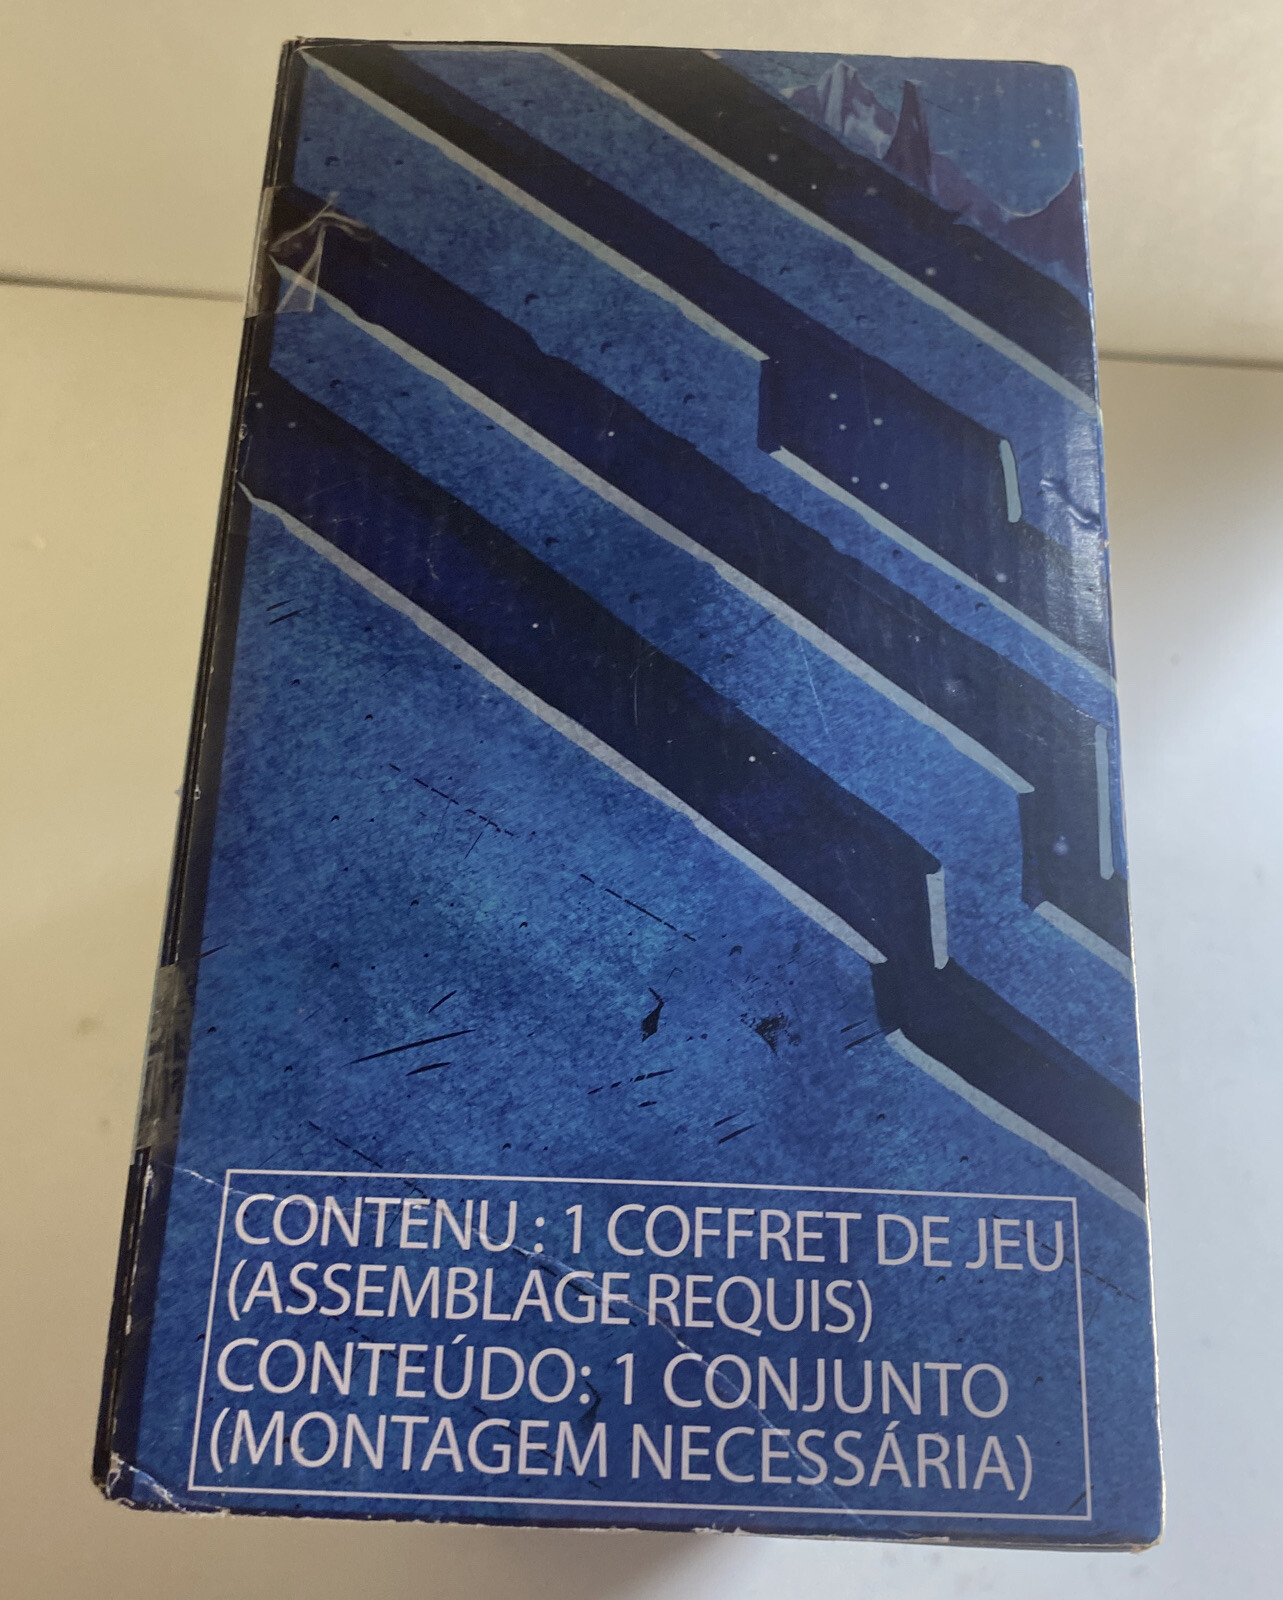 CONTENU : 1 COFFRET DE JEU
(ASSEMBLAGE REQUIS)
CONTEÚDO: 1 CONJUNTO
(MONTAGEM NECESSÁRIA)